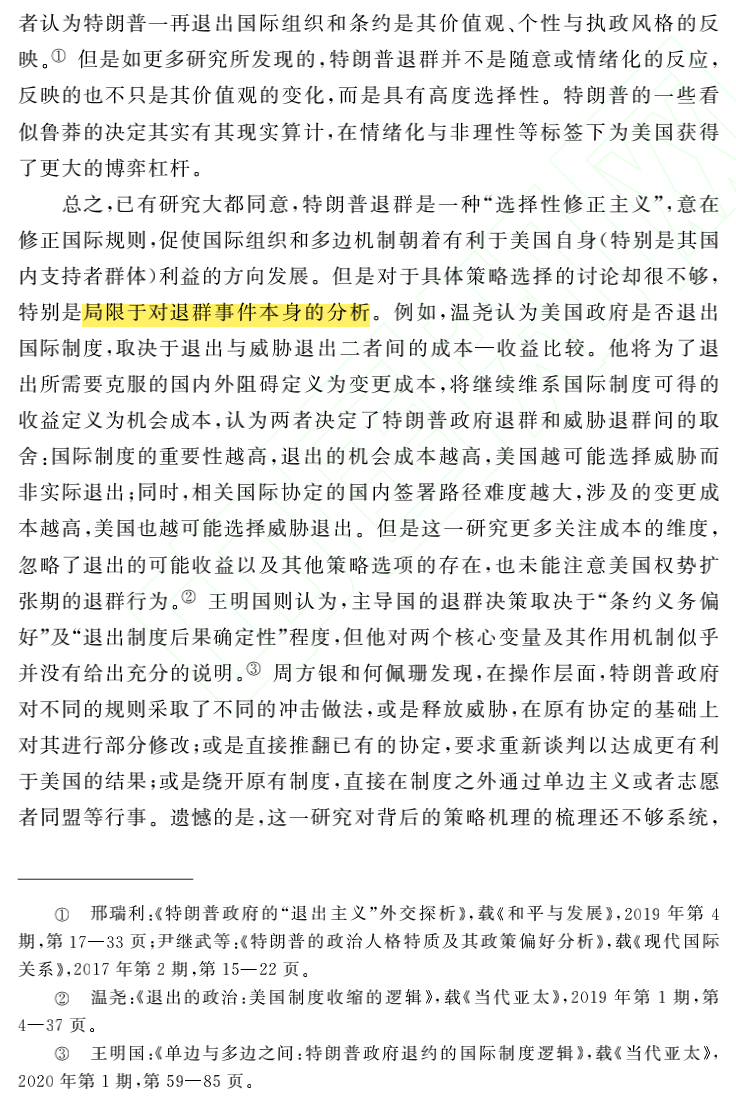 者认为特朗普一再退出国际组织和条约是其价值观、个性与执政风格的反
映。① 但是如更多研究所发现的,特朗普退群并不是随意或情绪化的反应,
反映的也不只是其价值观的变化,而是具有高度选择性。特朗普的一些看
似鲁莽的决定其实有其现实算计,在情绪化与非理性等标签下为美国获得
了更大的博弈杠杆。
总之,已有研究大都同意,特朗普退群是一种“选择性修正主义”,意在
修正国际规则,促使国际组织和多边机制朝着有利于美国自身(特别是其国
内支持者群体)利益的方向发展。但是对于具体策略选择的讨论却很不够,
特别是局限于对退群事件本身的分析。例如,温尧认为美国政府是否退出
国际制度,取决于退出与威胁退出二者间的成本—收益比较。他将为了退
出所需要克服的国内外阻碍定义为变更成本,将继续维系国际制度可得的
收益定义为机会成本,认为两者决定了特朗普政府退群和威胁退群间的取
舍:国际制度的重要性越高,退出的机会成本越高,美国越可能选择威胁而
非实际退出;同时,相关国际协定的国内签署路径难度越大,涉及的变更成
本越高,美国也越可能选择威胁退出。但是这一研究更多关注成本的维度,
忽略了退出的可能收益以及其他策略选项的存在,也未能注意美国权势扩
张期的退群行为。② 王明国则认为,主导国的退群决策取决于“条约义务偏
好”及“退出制度后果确定性”程度,但他对两个核心变量及其作用机制似乎
并没有给出充分的说明。③ 周方银和何佩珊发现,在操作层面,特朗普政府
对不同的规则采取了不同的冲击做法,或是释放威胁,在原有协定的基础上
对其进行部分修改;或是直接推翻已有的协定,要求重新谈判以达成更有利
于美国的结果;或是绕开原有制度,直接在制度之外通过单边主义或者志愿
者同盟等行事。遗憾的是,这一研究对背后的策略机理的梳理还不够系统,
① 邢瑞利:《特朗普政府的“退出主义”外交探析》,载《和平与发展》,2019 年第 4
期,第 17—33 页;尹继武等:《特朗普的政治人格特质及其政策偏好分析》,载《现代国际
关系》,2017 年第 2 期,第 15—22 页。
② 温尧:《退出的政治:美国制度收缩的逻辑》,载《当代亚太》,2019 年第 1 期,第
4—37 页。
③ 王明国:《单边与多边之间:特朗普政府退约的国际制度逻辑》,载《当代亚太》,
2020 年第 1 期,第 59—85 页。